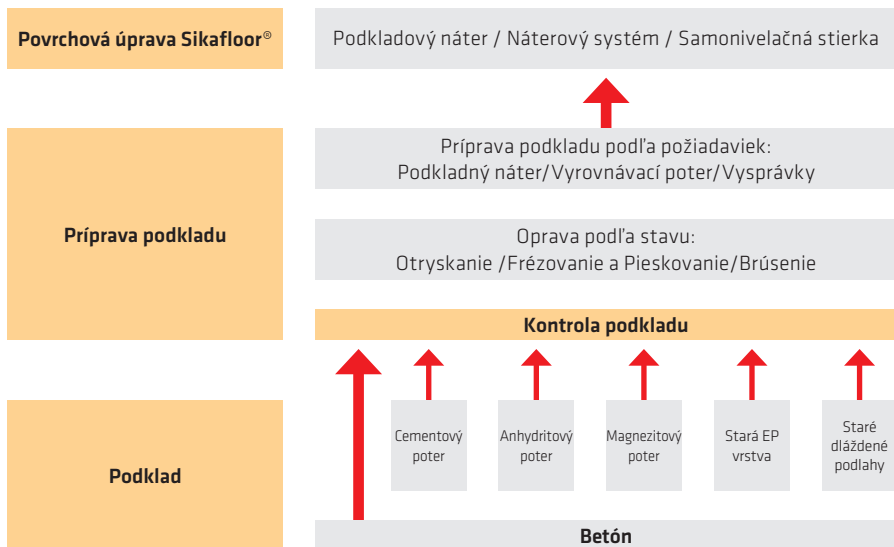 Povrchová úprava Sikafloor®
Podkladový náter / Náterový systém / Samonivelačná stierka
Príprava podkladu
Príprava podkladu podľa požiadaviek:
Podkladný náter/Vyrovnávací poter/Vysprávky
Oprava podľa stavu:
Otryskanie /Frézovanie a Pieskovanie/Brúsenie
Kontrola podkladu
Podklad
Cementový
poter
Anhydritový
poter
Magnezitový
poter
Stará EP
vrstva
Staré
dláždené
podlahy
Betón